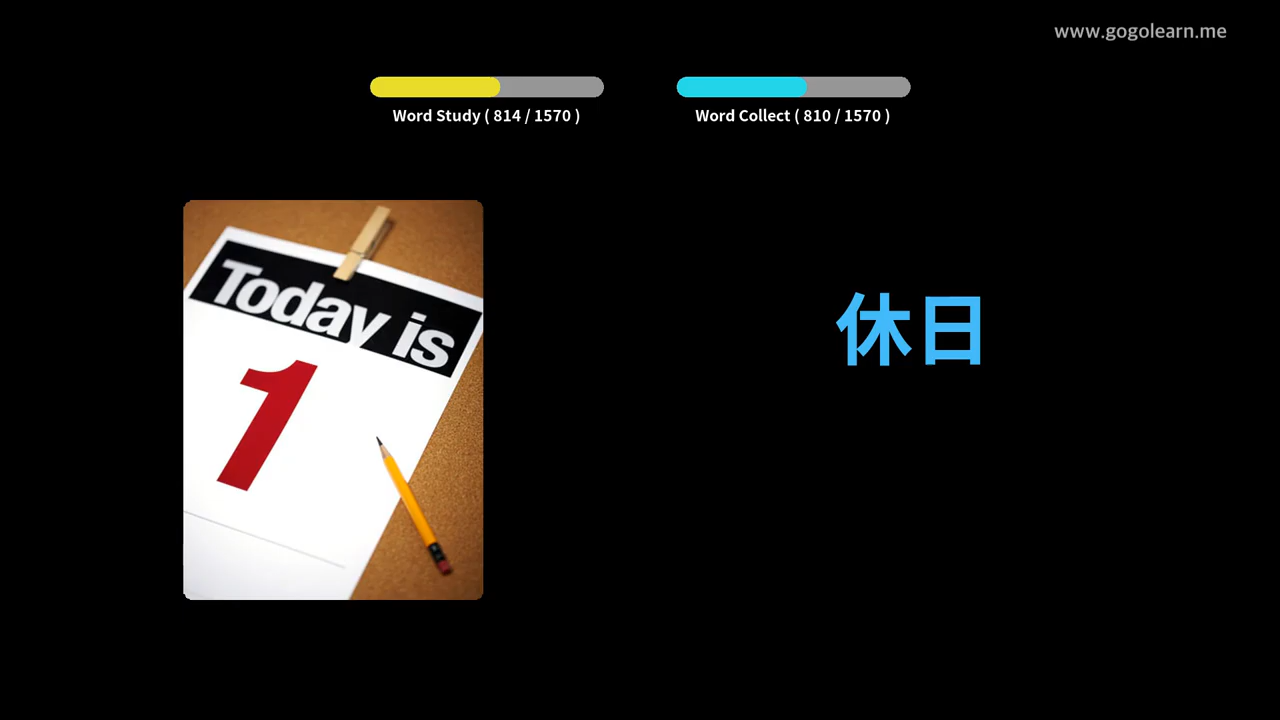 www.gogolearn.me
Word Study ( 814 / 1570 )
Word Collect ( 810 / 1570 )
Today is
1
休日